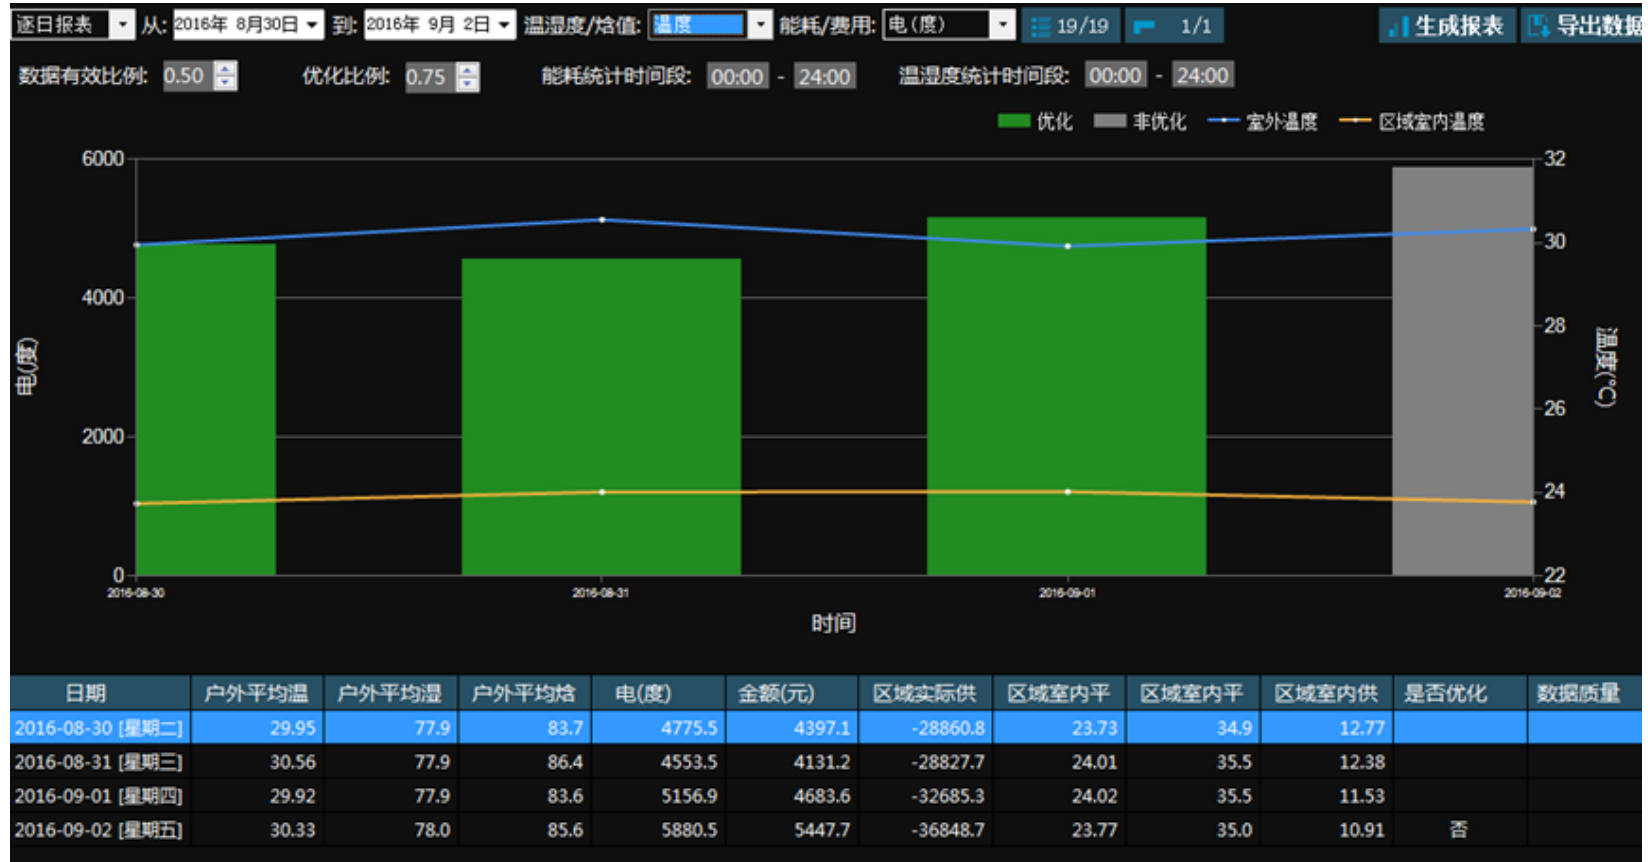 逐日报表 从: 2016年 8月30日 到: 2016年 9月 2日 温湿度/焓值: 温度 能耗/费用: 电(度) 19/19 1/1 生成报表 导出数据
数据有效比例: 0.50 优化比例: 0.75 能耗统计时间段: 00:00 - 24:00 温湿度统计时间段: 00:00 - 24:00
优化 非优化 室外温度 区域室内温度
6000 32
30
4000
28
电(度) 温度(°C)
26
2000
24
0 22
2016-08-30 2016-08-31 2016-09-01 2016-09-02
时间
日期 户外平均温 户外平均湿 户外平均焓 电(度) 金额(元) 区域实际供 区域室内平 区域室内平 区域室内供 是否优化 数据质量
2016-08-30 [星期二] 29.95 77.9 83.7 4775.5 4397.1 -28860.8 23.73 34.9 12.77
2016-08-31 [星期三] 30.56 77.9 86.4 4553.5 4131.2 -28827.7 24.01 35.5 12.38
2016-09-01 [星期四] 29.92 77.9 83.6 5156.9 4683.6 -32685.3 24.02 35.5 11.53
2016-09-02 [星期五] 30.33 78.0 85.6 5880.5 5447.7 -36848.7 23.77 35.0 10.91 否